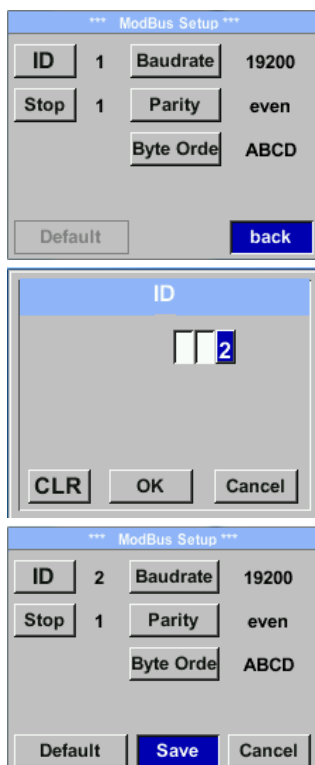 *** ModBus Setup ***
ID 1 Baudrate 19200
Stop 1 Parity even
Byte Orde ABCD
Default back
ID
2
CLR OK Cancel
*** ModBus Setup ***
ID 2 Baudrate 19200
Stop 1 Parity even
Byte Orde ABCD
Default Save Cancel